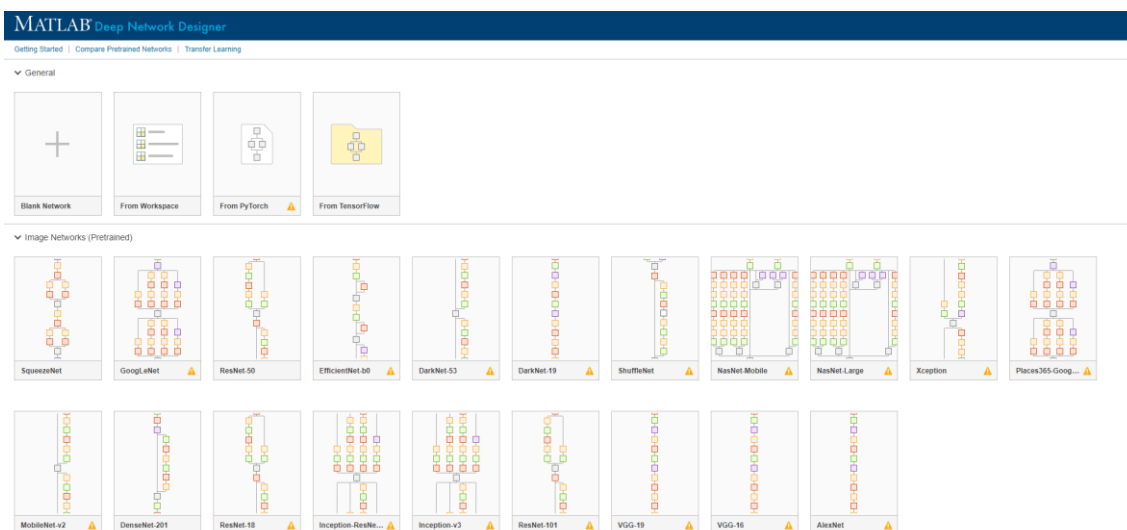 MATLAB® Deep Network Designer
Getting Started | Compare Pretrained Networks | Transfer Learning
General
Blank Network From Workspace From PyTorch From TensorFlow
Image Networks (Pretrained)
SqueezeNet GoogLeNet ResNet-50 EfficientNet-b0 DarkNet-53 DarkNet-19 ShuffleNet NasNet-Mobile NasNet-Large Xception Places365-Goog...
MobileNet-v2 DenseNet-201 ResNet-18 Inception-ResNe... Inception-v3 ResNet-101 VGG-19 VGG-16 AlexNet